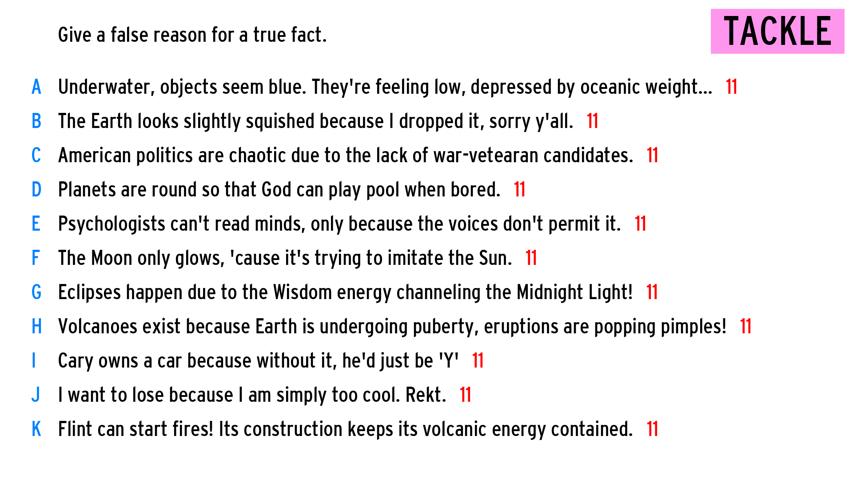 Give a false reason for a true fact.
TACKLE
A Underwater, objects seem blue. They're feeling low, depressed by oceanic weight... 11
B The Earth looks slightly squished because I dropped it, sorry y'all. 11
C American politics are chaotic due to the lack of war-vetearan candidates. 11
D Planets are round so that God can play pool when bored. 11
E Psychologists can't read minds, only because the voices don't permit it. 11
F The Moon only glows, 'cause it's trying to imitate the Sun. 11
G Eclipses happen due to the Wisdom energy channeling the Midnight Light! 11
H Volcanoes exist because Earth is undergoing puberty, eruptions are popping pimples! 11
I Cary owns a car because without it, he'd just be 'Y' 11
J I want to lose because I am simply too cool. Rekt. 11
K Flint can start fires! Its construction keeps its volcanic energy contained. 11